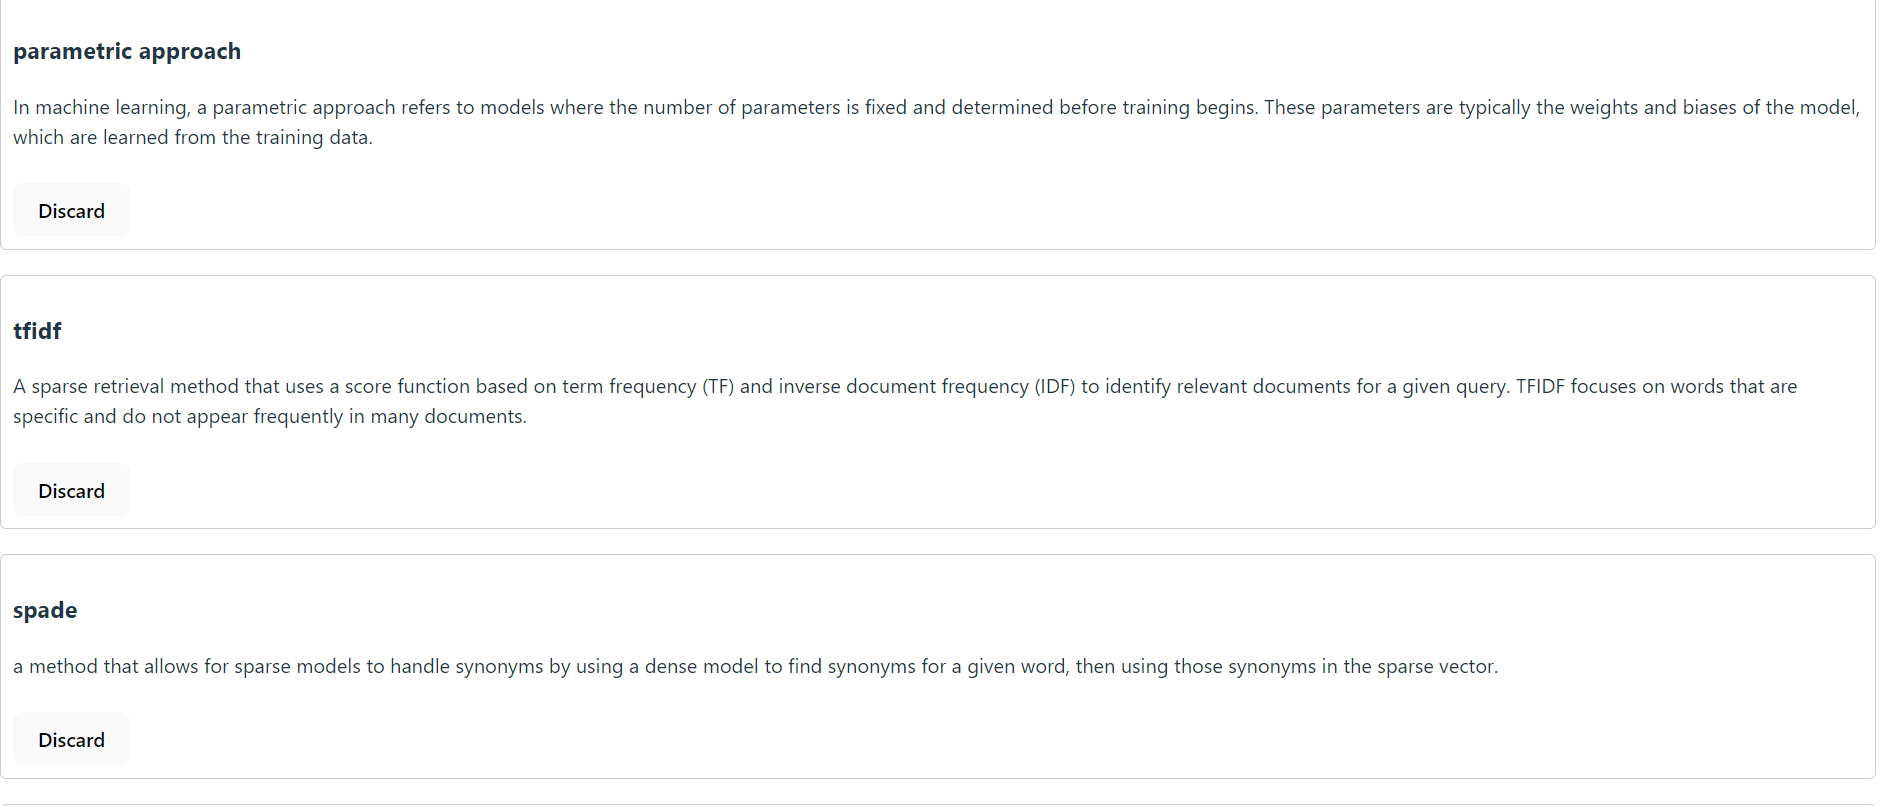 parametric approach
In machine learning, a parametric approach refers to models where the number of parameters is fixed and determined before training begins. These parameters are typically the weights and biases of the model,
which are learned from the training data.
Discard
tfidf
A sparse retrieval method that uses a score function based on term frequency (TF) and inverse document frequency (IDF) to identify relevant documents for a given query. TFIDF focuses on words that are
specific and do not appear frequently in many documents.
Discard
spade
a method that allows for sparse models to handle synonyms by using a dense model to find synonyms for a given word, then using those synonyms in the sparse vector.
Discard